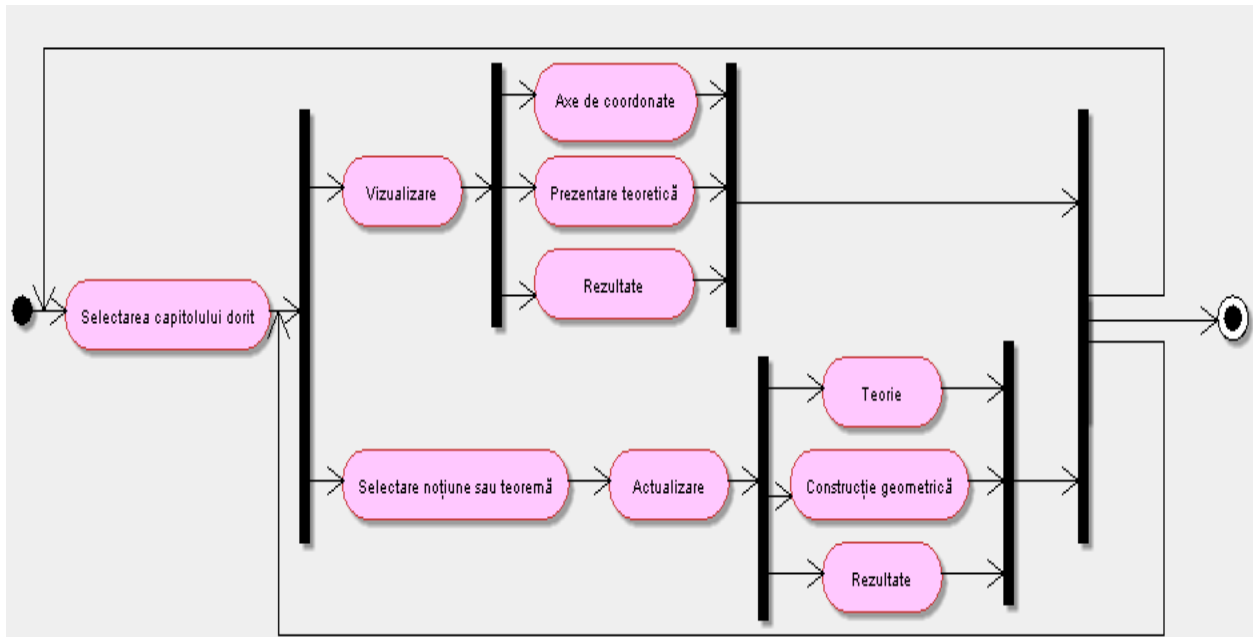 Axe de coordonate
Vizualizare
Prezentare teoretică
Rezultate
Selectarea capitolului dorit
Teorie
Selectare noțiune sau teoremă
Actualizare
Construcție geometrică
Rezultate